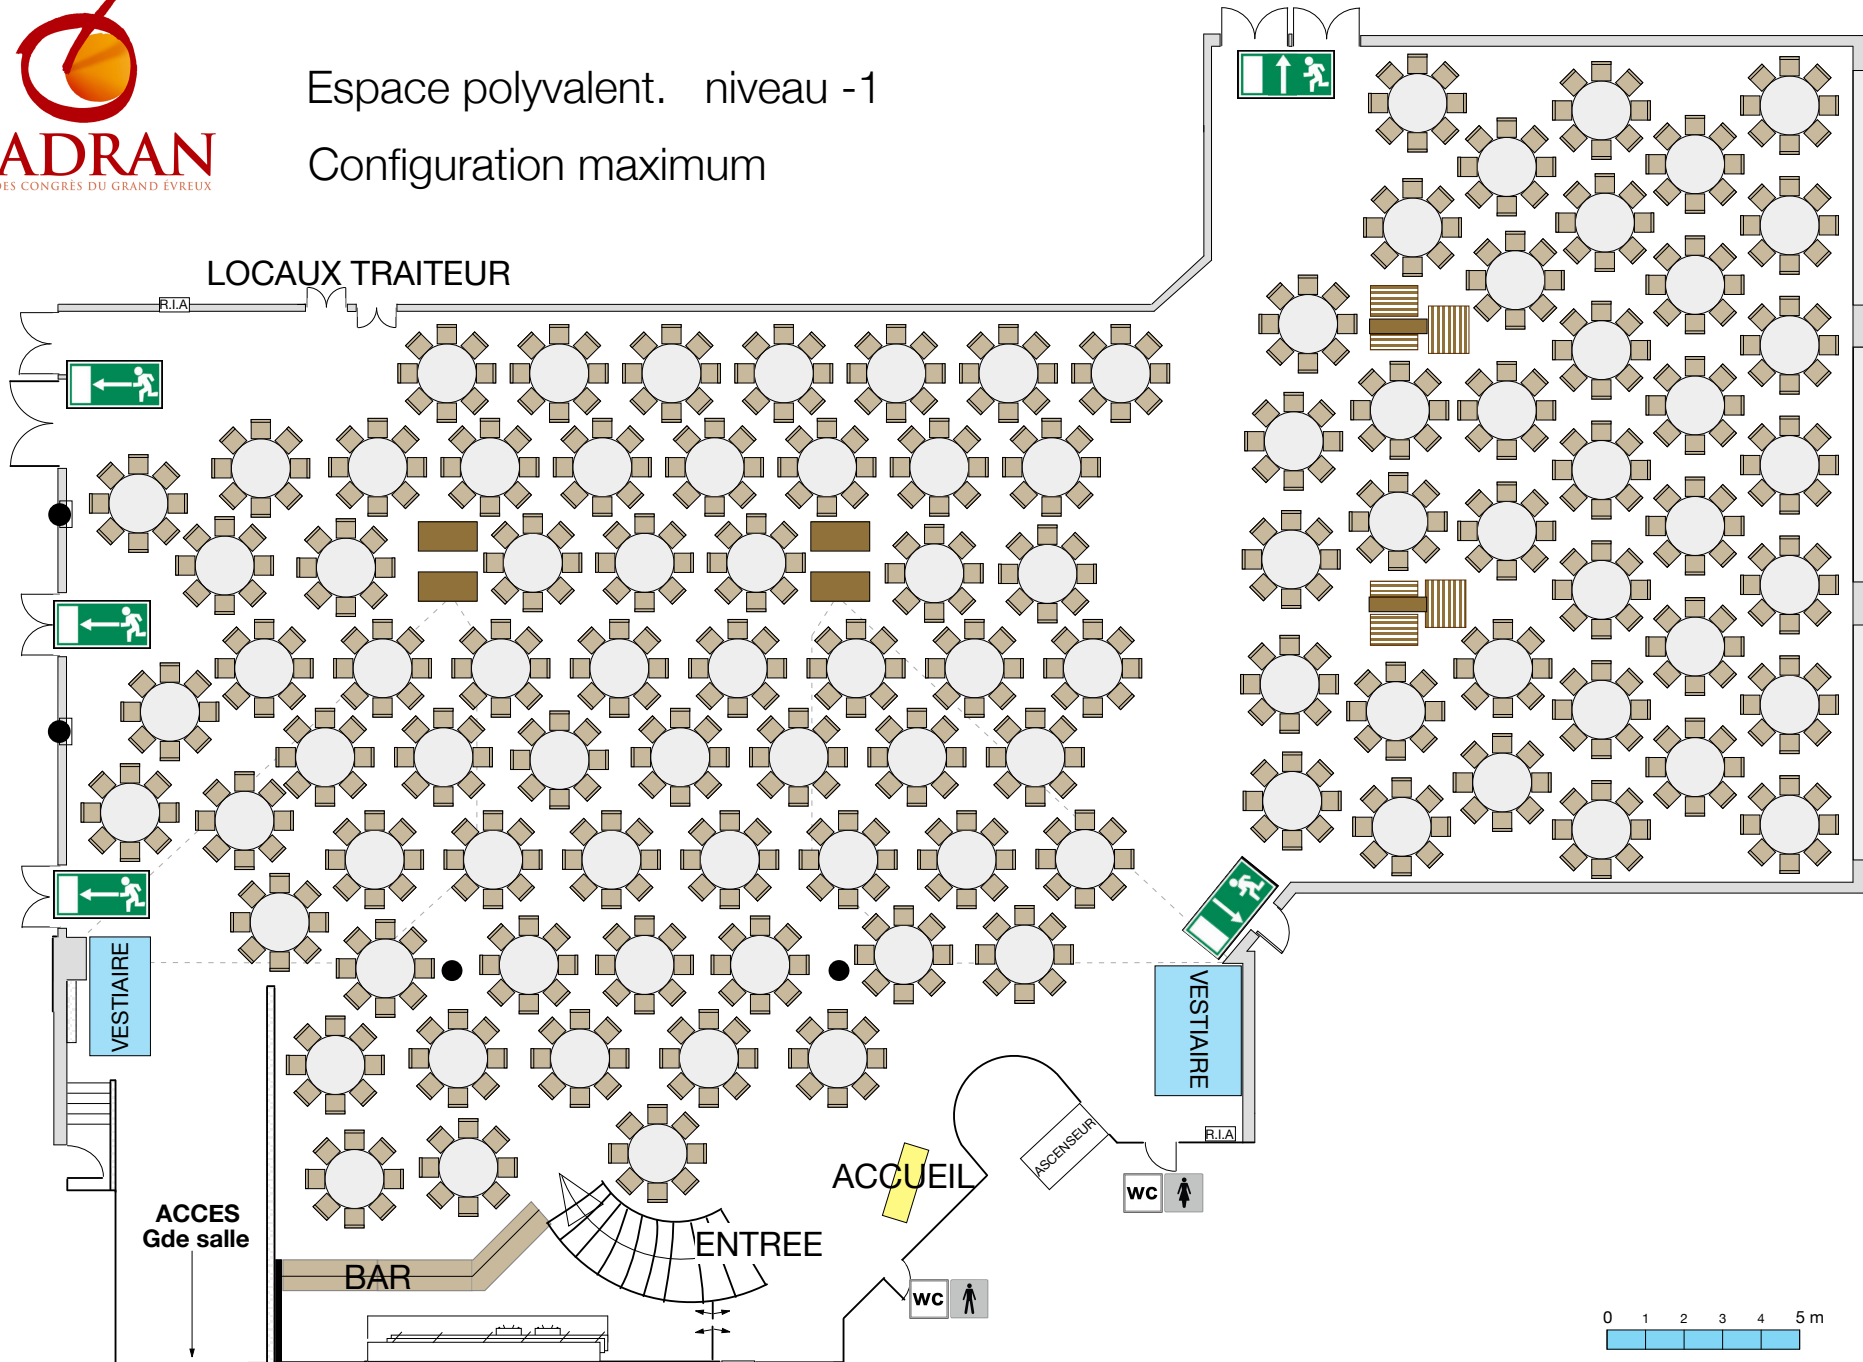 Espace polyvalent. niveau -1
Configuration maximum
ADRAN
DES CONGRÈS DU GRAND ÉVREUX
LOCAUX TRAITEUR
R.I.A
VESTIAIRE
VESTIAIRE
ASCENSEUR
R.I.A
ACCUEIL
WC
ACCES
Gde salle
ENTREE
BAR
WC
0 1 2 3 4 5 m